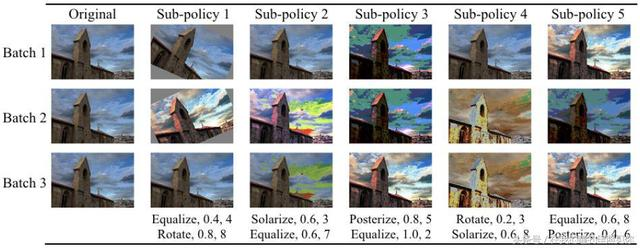 Original Sub-policy 1 Sub-policy 2 Sub-policy 3 Sub-policy 4 Sub-policy 5
Batch 1
Batch 2
Batch 3
Equalize, 0.4, 4 Solarize, 0.6, 3 Posterize, 0.8, 5 Rotate, 0.2, 3 Equalize, 0.6, 8
Rotate, 0.8, 8 Equalize, 0.6, 7 Equalize, 1.0, 2 Solarize, 0.6, 8 Posterize, 0.4, 6